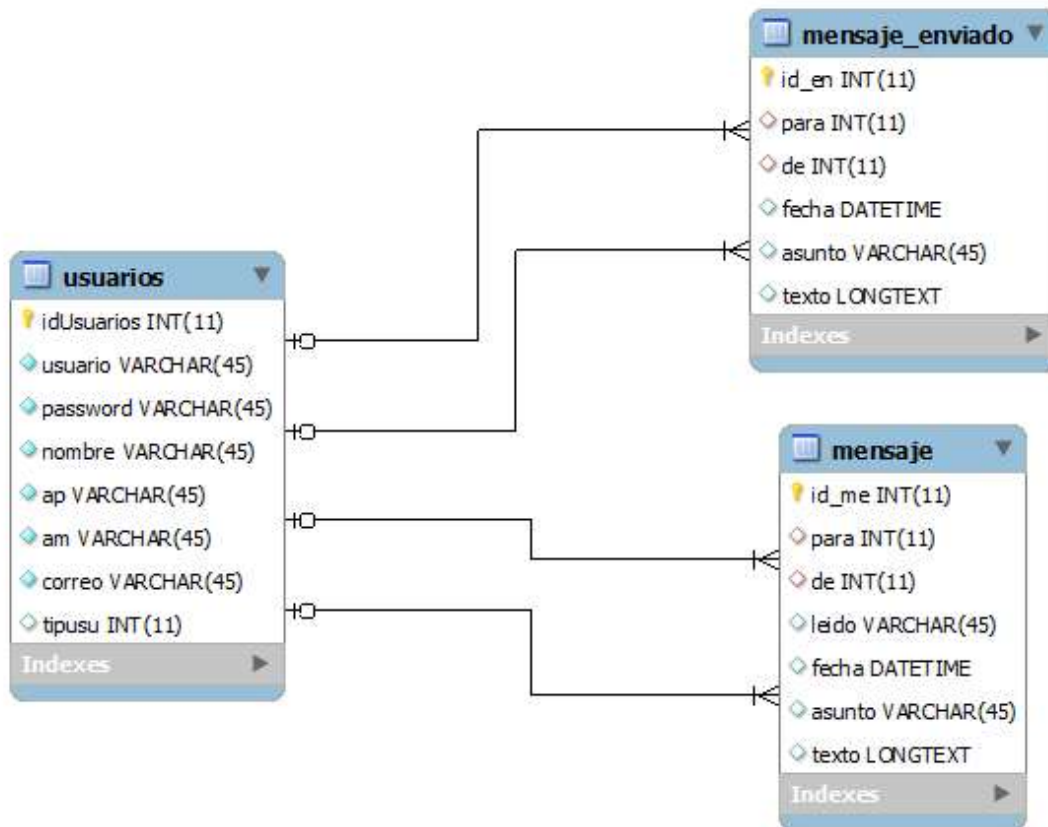 usuarios
idUsuarios INT(11)
usuario VARCHAR(45)
password VARCHAR(45)
nombre VARCHAR(45)
ap VARCHAR(45)
am VARCHAR(45)
correo VARCHAR(45)
tipusu INT(11)
Indexes
mensaje_enviado
id_en INT(11)
para INT(11)
de INT(11)
fecha DATETIME
asunto VARCHAR(45)
texto LONGTEXT
Indexes
mensaje
id_me INT(11)
para INT(11)
de INT(11)
leido VARCHAR(45)
fecha DATETIME
asunto VARCHAR(45)
texto LONGTEXT
Indexes